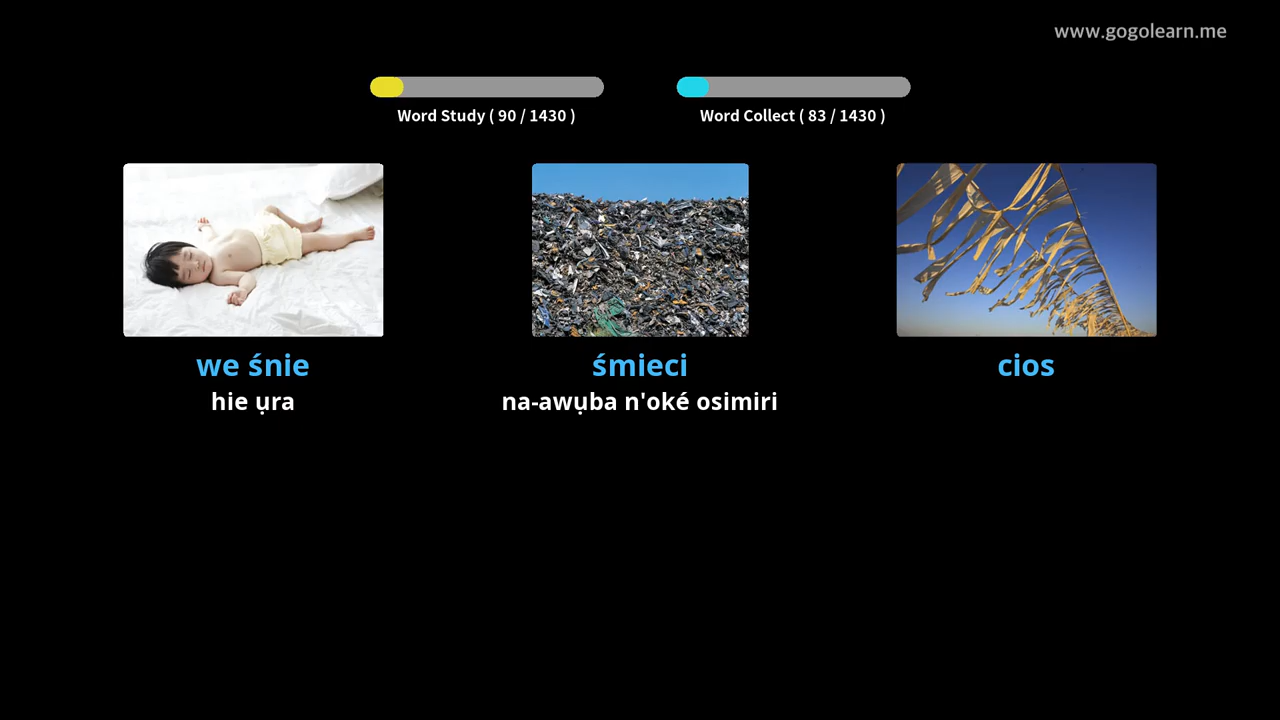 www.gogolearn.me
Word Study ( 90 / 1430 )
Word Collect ( 83 / 1430 )
we śnie
śmieci
cios
hie ụra
na-awụba n'oké osimiri